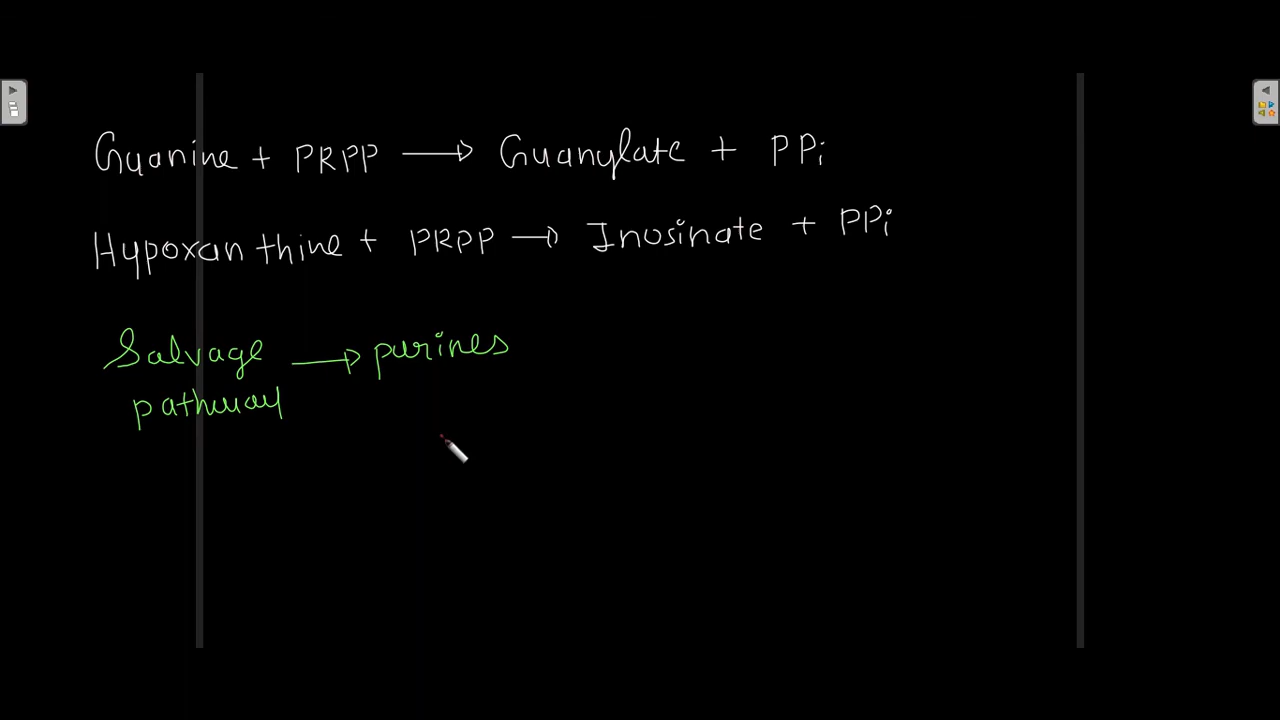 Guanine + PRPP → Guanylate + PPi
Hypoxanthine + PRPP → Inosinate + PPi
Salvage → purines
pathway